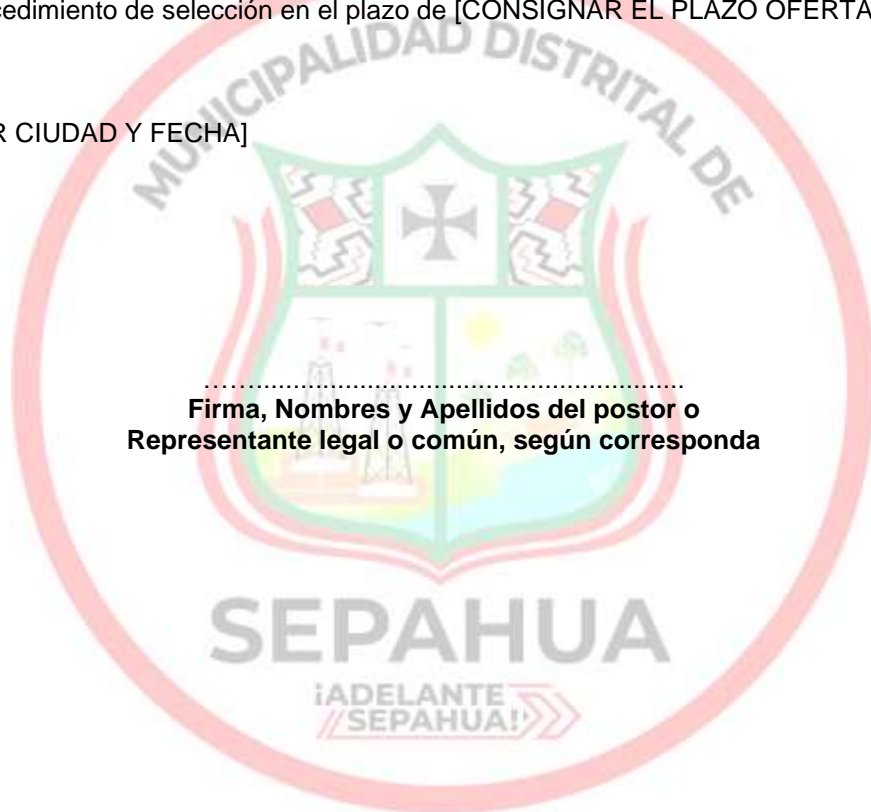 cedimiento de selección en el plazo de [CONSIGNAR EL PLAZO OFERTA
R CIUDAD Y FECHA]
MUNICIPALIDAD DISTRITAL DE
……..........................................................
Firma, Nombres y Apellidos del postor o
Representante legal o común, según corresponda
SEPAHUA
¡ADELANTE
SEPAHUA!